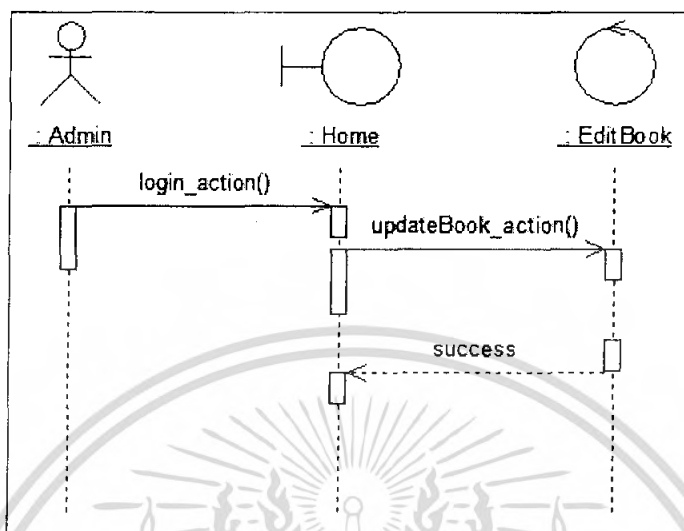 : Admin
: Home
: EditBook
login_action()
updateBook_action()
success